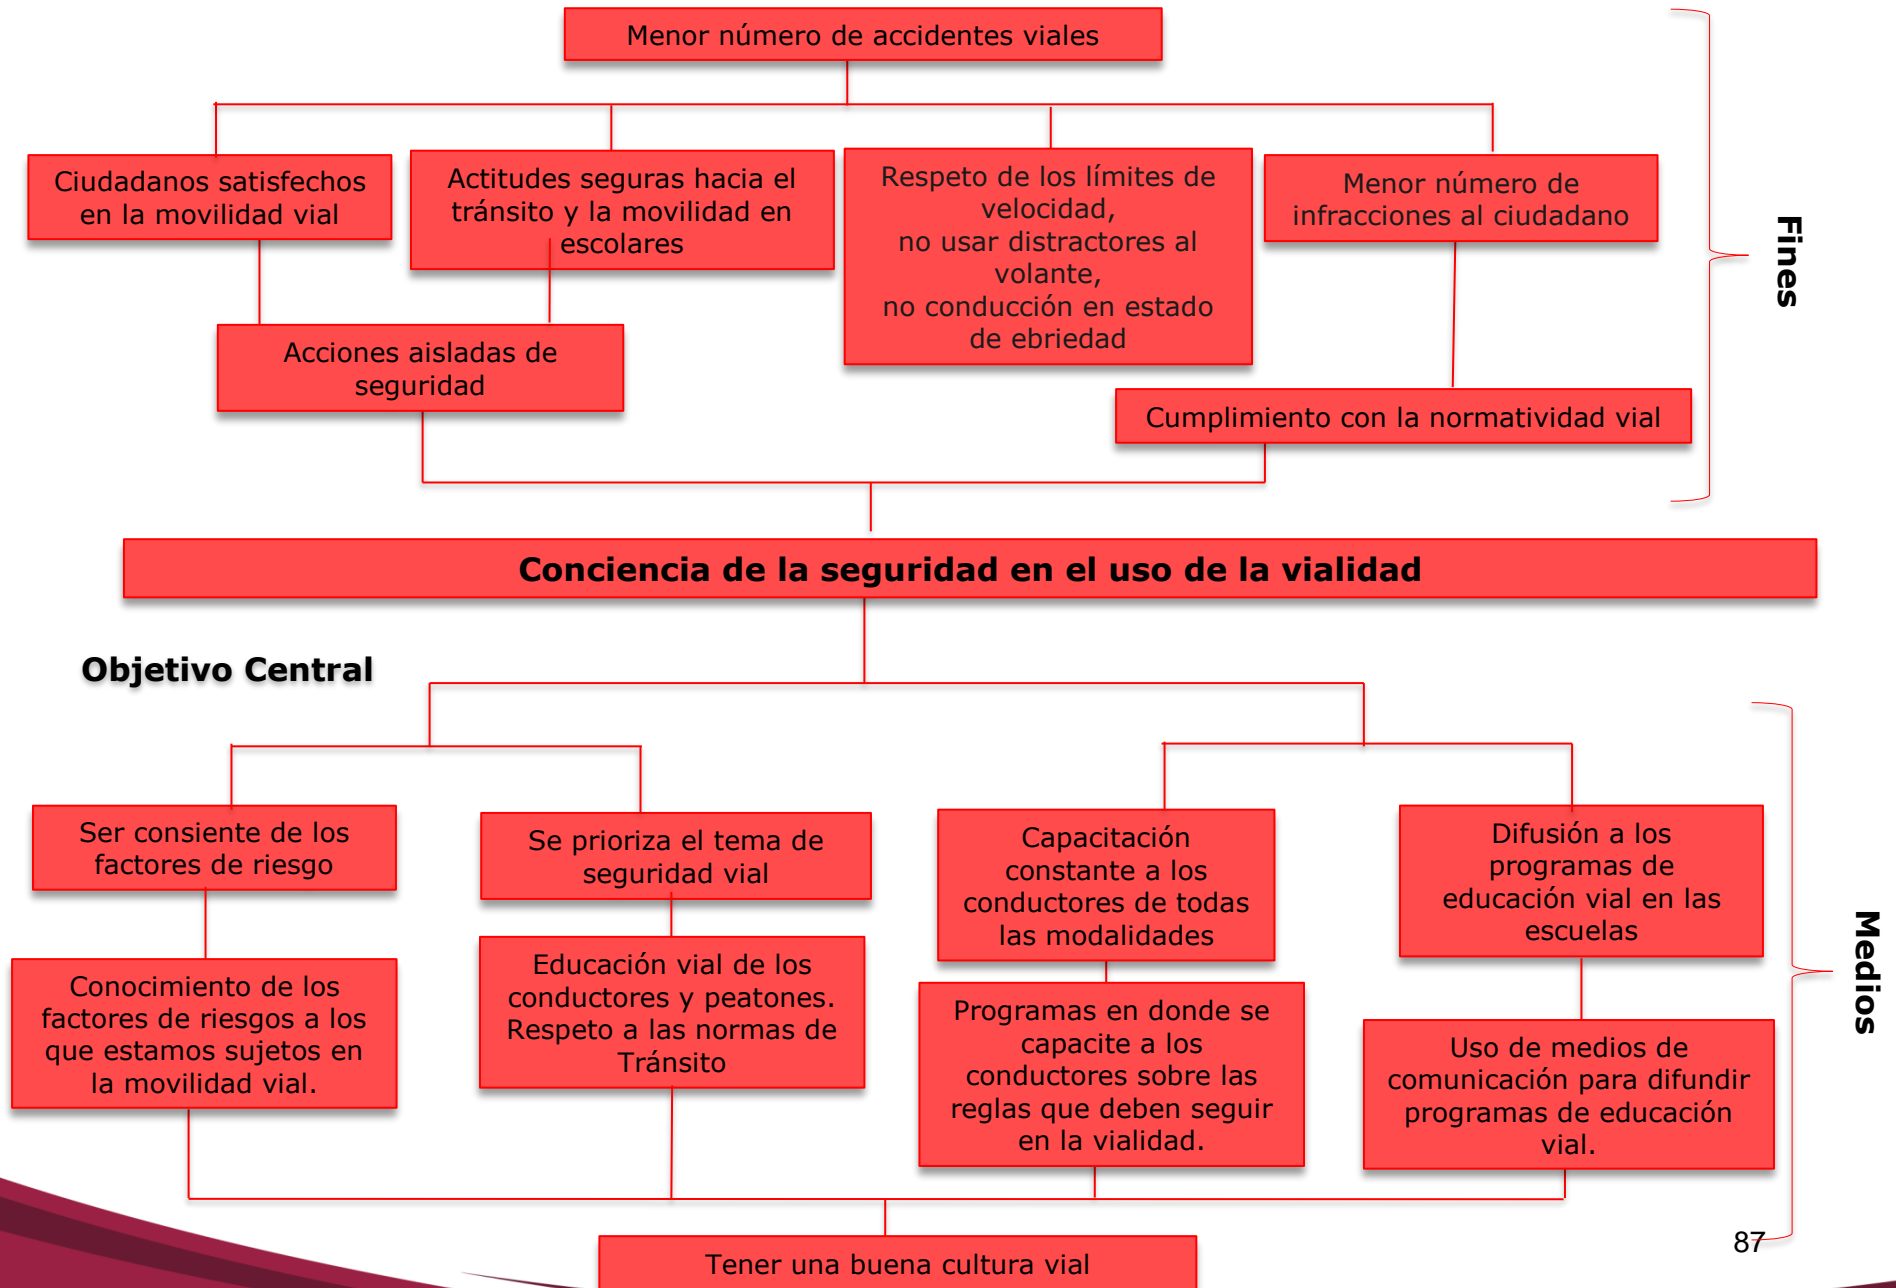 Menor número de accidentes viales
Ciudadanos satisfechos
en la movilidad vial
Actitudes seguras hacia el
tránsito y la movilidad en
escolares
Respeto de los límites de
velocidad,
no usar distractores al
volante,
no conducción en estado
de ebriedad
Menor número de
infracciones al ciudadano
Fines
Acciones aisladas de
seguridad
Cumplimiento con la normatividad vial
Conciencia de la seguridad en el uso de la vialidad
Objetivo Central
Ser consiente de los
factores de riesgo
Se prioriza el tema de
seguridad vial
Capacitación
constante a los
conductores de todas
las modalidades
Difusión a los
programas de
educación vial en las
escuelas
Medios
Conocimiento de los
factores de riesgos a los
que estamos sujetos en
la movilidad vial.
Educación vial de los
conductores y peatones.
Respeto a las normas de
Tránsito
Programas en donde se
capacite a los
conductores sobre las
reglas que deben seguir
en la vialidad.
Uso de medios de
comunicación para difundir
programas de educación
vial.
Tener una buena cultura vial
87